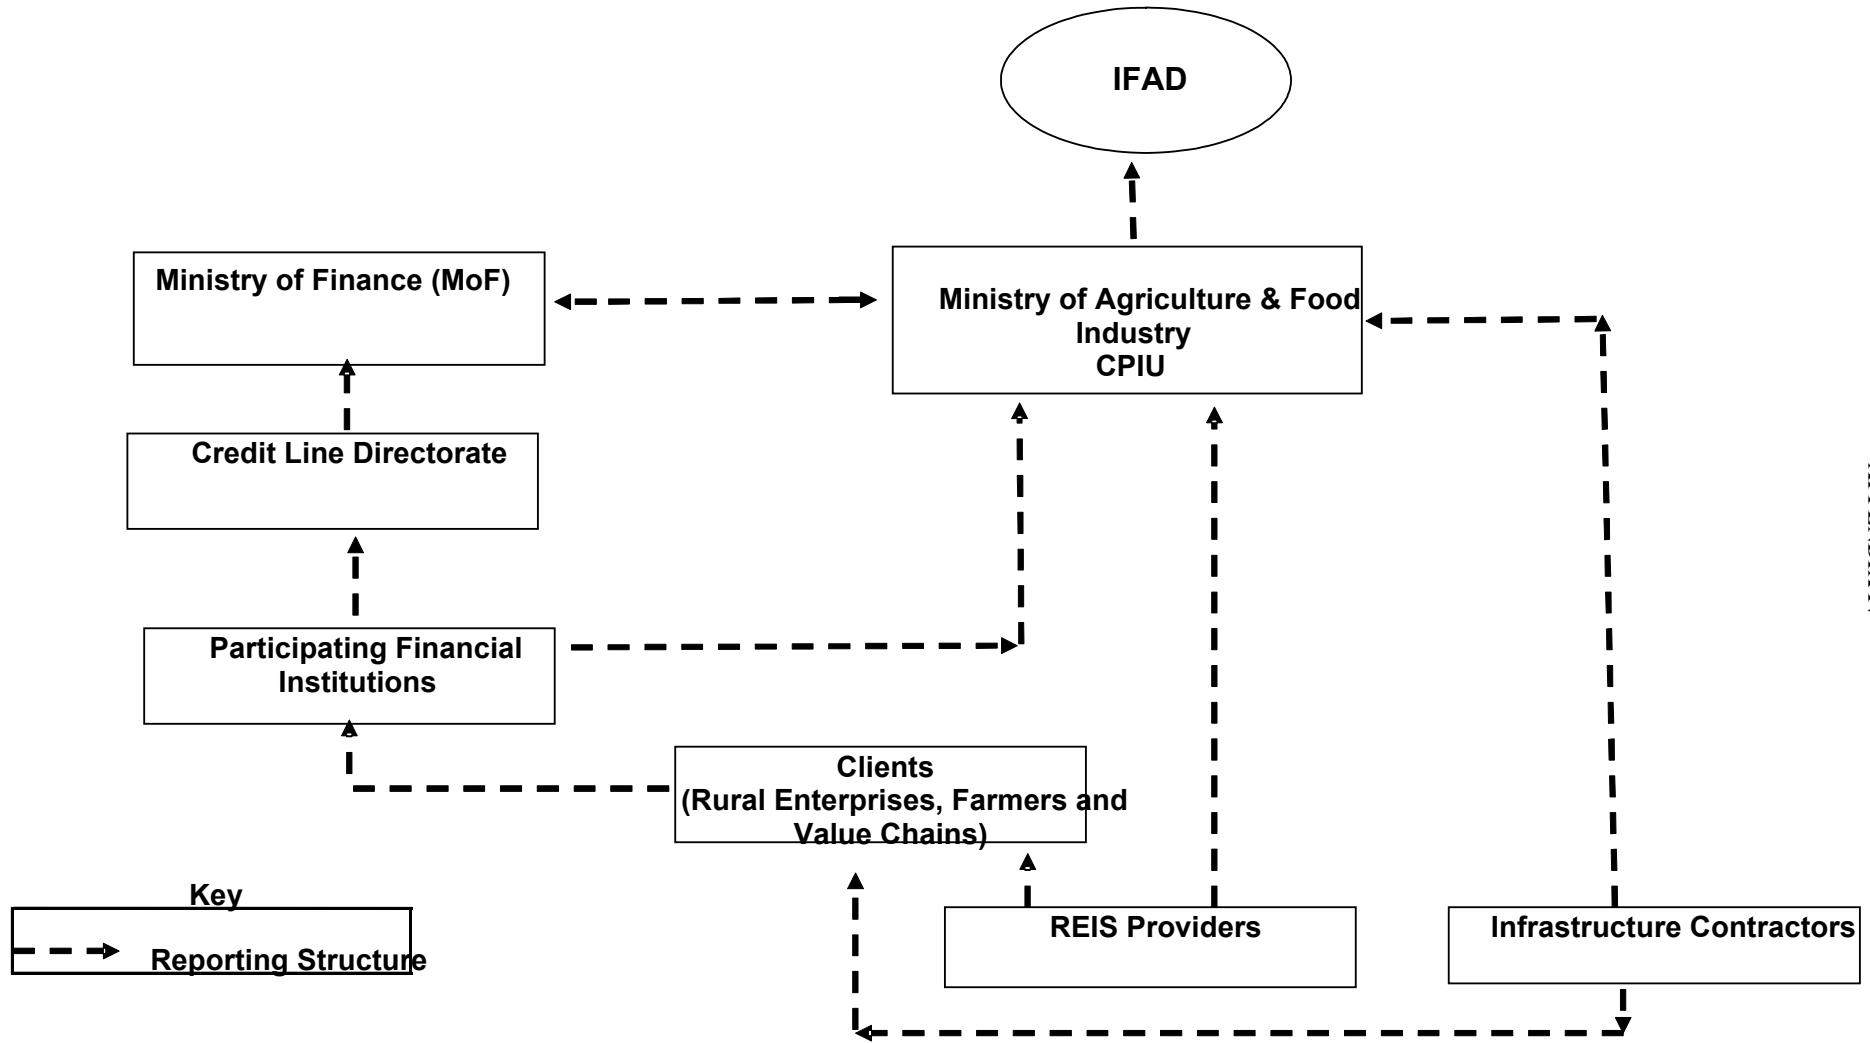 IFAD
Ministry of Finance (MoF)
Ministry of Agriculture & Food
Industry
CPIU
Credit Line Directorate
Participating Financial
Institutions
Clients
(Rural Enterprises, Farmers and
Value Chains)
Key
Reporting Structure
REIS Providers
Infrastructure Contractors